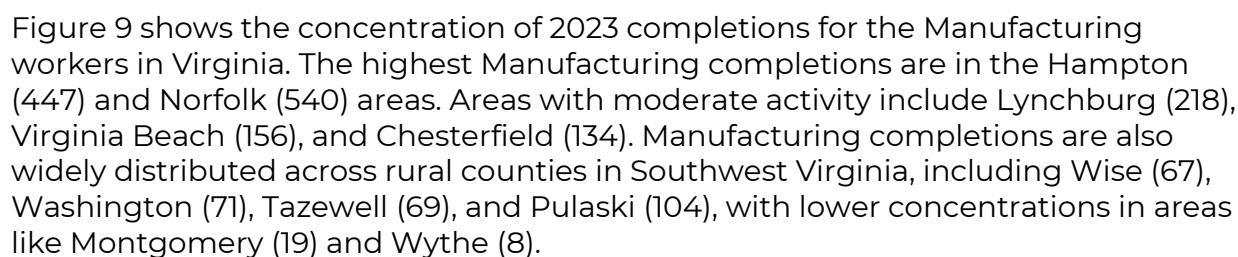 Figure 9 shows the concentration of 2023 completions for the Manufacturing
workers in Virginia. The highest Manufacturing completions are in the Hampton
(447) and Norfolk (540) areas. Areas with moderate activity include Lynchburg (218),
Virginia Beach (156), and Chesterfield (134). Manufacturing completions are also
widely distributed across rural counties in Southwest Virginia, including Wise (67),
Washington (71), Tazewell (69), and Pulaski (104), with lower concentrations in areas
like Montgomery (19) and Wythe (8).